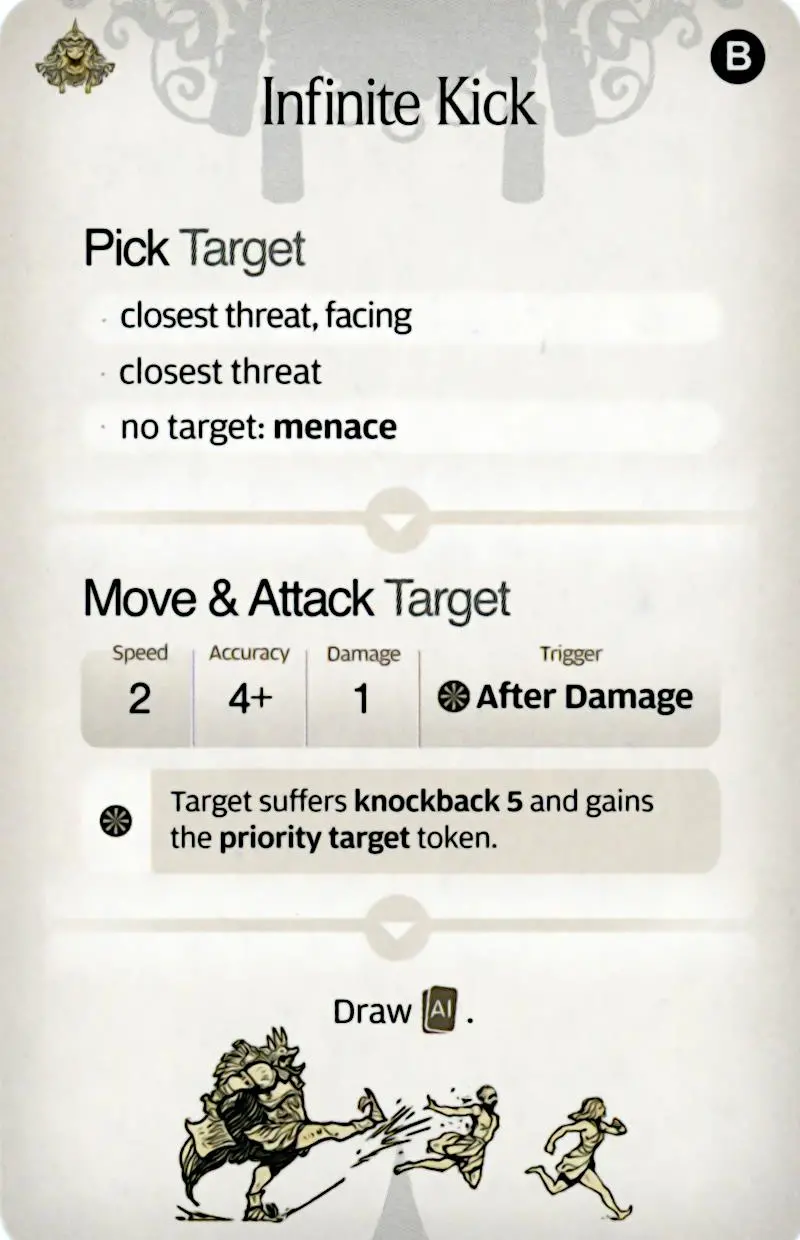 B
Infinite Kick
Pick Target
· closest threat, facing
· closest threat
· no target: menace
Move & Attack Target
Speed Accuracy Damage Trigger
2 4+ 1 After Damage
Target suffers knockback 5 and gains
the priority target token.
Draw AI .